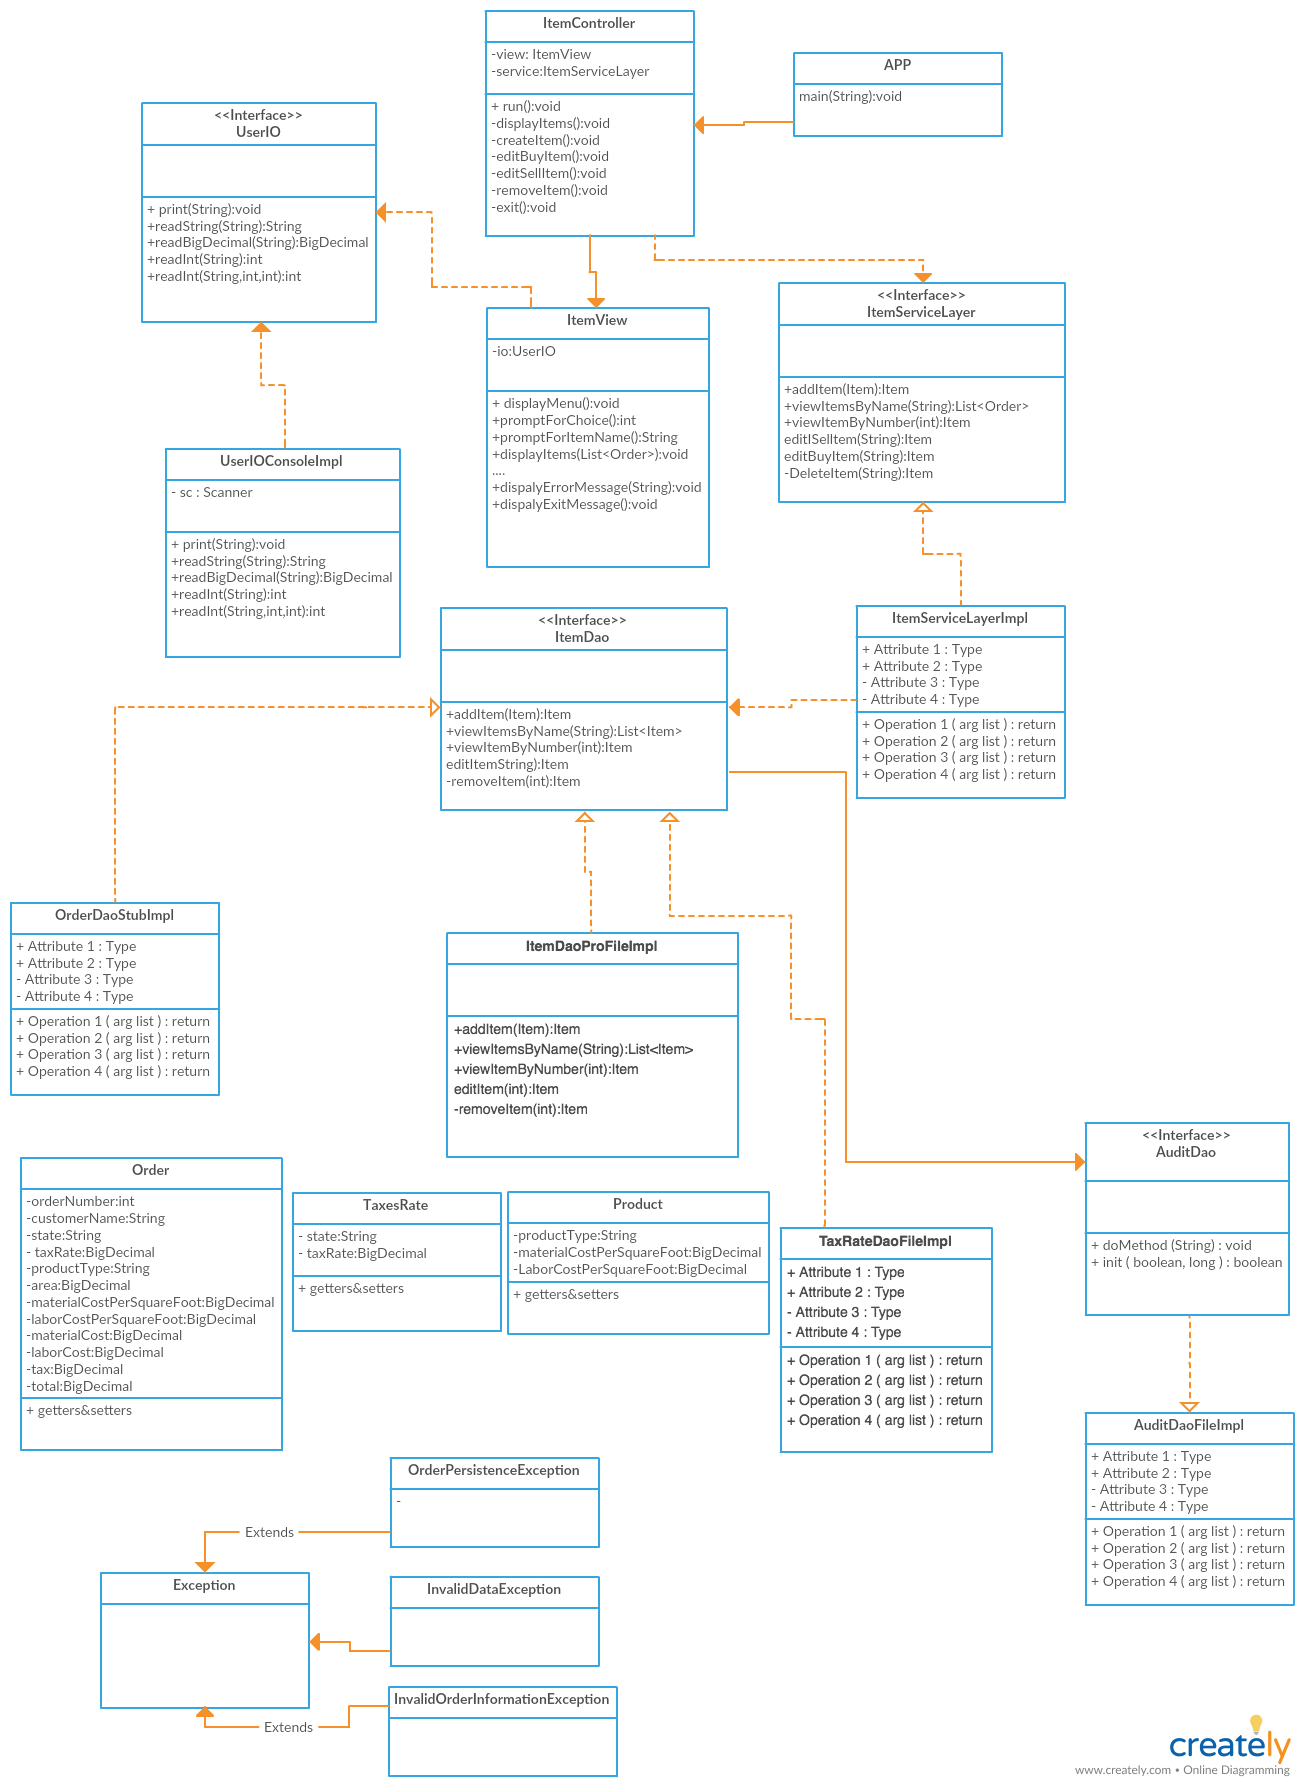 ItemController
-view: ItemView
-service:ItemServiceLayer
+ run():void
-displayItems():void
-createItem():void
-editBuyItem():void
-editSellItem():void
-removeItem():void
-exit():void
APP
main(String):void
<<Interface>>
UserIO
+ print(String):void
+readString(String):String
+readBigDecimal(String):BigDecimal
+readInt(String):int
+readInt(String,int,int):int
<<Interface>>
ItemServiceLayer
+addItem(Item):Item
+viewItemsByName(String):List<Order>
+viewItemByNumber(int):Item
editISellItem(String):Item
editBuyItem(String):Item
-DeleteItem(String):Item
ItemView
-io:UserIO
+ displayMenu():void
+promptForChoice():int
+promptForItemName():String
+displayItems(List<Order>):void
....
+dispalyErrorMessage(String):void
+dispalyExitMessage():void
UserIOConsoleImpl
- sc : Scanner
+ print(String):void
+readString(String):String
+readBigDecimal(String):BigDecimal
+readInt(String):int
+readInt(String,int,int):int
<<Interface>>
ItemDao
+addItem(Item):Item
+viewItemsByName(String):List<Item>
+viewItemByNumber(int):Item
editItemString):Item
-removeItem(int):Item
ItemServiceLayerImpl
+ Attribute 1 : Type
+ Attribute 2 : Type
- Attribute 3 : Type
- Attribute 4 : Type
+ Operation 1 ( arg list ) : return
+ Operation 2 ( arg list ) : return
+ Operation 3 ( arg list ) : return
+ Operation 4 ( arg list ) : return
OrderDaoStubImpl
+ Attribute 1 : Type
+ Attribute 2 : Type
- Attribute 3 : Type
- Attribute 4 : Type
+ Operation 1 ( arg list ) : return
+ Operation 2 ( arg list ) : return
+ Operation 3 ( arg list ) : return
+ Operation 4 ( arg list ) : return
ItemDaoProFileImpl
+addItem(Item):Item
+viewItemsByName(String):List<Item>
+viewItemByNumber(int):Item
editItem(int):Item
-removeItem(int):Item
<<Interface>>
AuditDao
+ doMethod (String) : void
+ init ( boolean, long ) : boolean
Order
-orderNumber:int
-customerName:String
-state:String
- taxRate:BigDecimal
-productType:String
-area:BigDecimal
-materialCostPerSquareFoot:BigDecimal
-laborCostPerSquareFoot:BigDecimal
-materialCost:BigDecimal
-laborCost:BigDecimal
-tax:BigDecimal
-total:BigDecimal
+ getters&setters
TaxesRate
- state:String
- taxRate:BigDecimal
+ getters&setters
Product
-productType:String
-materialCostPerSquareFoot:BigDecimal
-LaborCostPerSquareFoot:BigDecimal
+ getters&setters
TaxRateDaoFileImpl
+ Attribute 1 : Type
+ Attribute 2 : Type
- Attribute 3 : Type
- Attribute 4 : Type
+ Operation 1 ( arg list ) : return
+ Operation 2 ( arg list ) : return
+ Operation 3 ( arg list ) : return
+ Operation 4 ( arg list ) : return
AuditDaoFileImpl
+ Attribute 1 : Type
+ Attribute 2 : Type
- Attribute 3 : Type
- Attribute 4 : Type
+ Operation 1 ( arg list ) : return
+ Operation 2 ( arg list ) : return
+ Operation 3 ( arg list ) : return
+ Operation 4 ( arg list ) : return
OrderPersistenceException
-
Extends
Exception
InvalidDataException
InvalidOrderInformationException
Extends
creately
www.creately.com • Online Diagramming